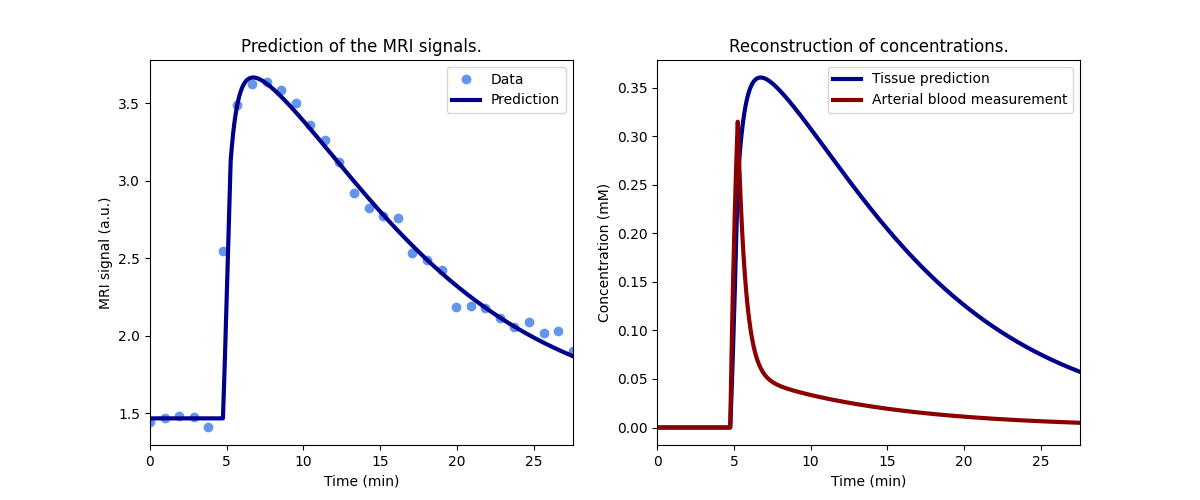 Prediction of the MRI signals.
Data
Prediction
3.5
3.0
2.5
2.0
1.5
MRI signal (a.u.)
0
5
10
15
20
25
Time (min)
Reconstruction of concentrations.
Tissue prediction
Arterial blood measurement
0.35
0.30
0.25
0.20
0.15
0.10
0.05
0.00
Concentration (mM)
0
5
10
15
20
25
Time (min)